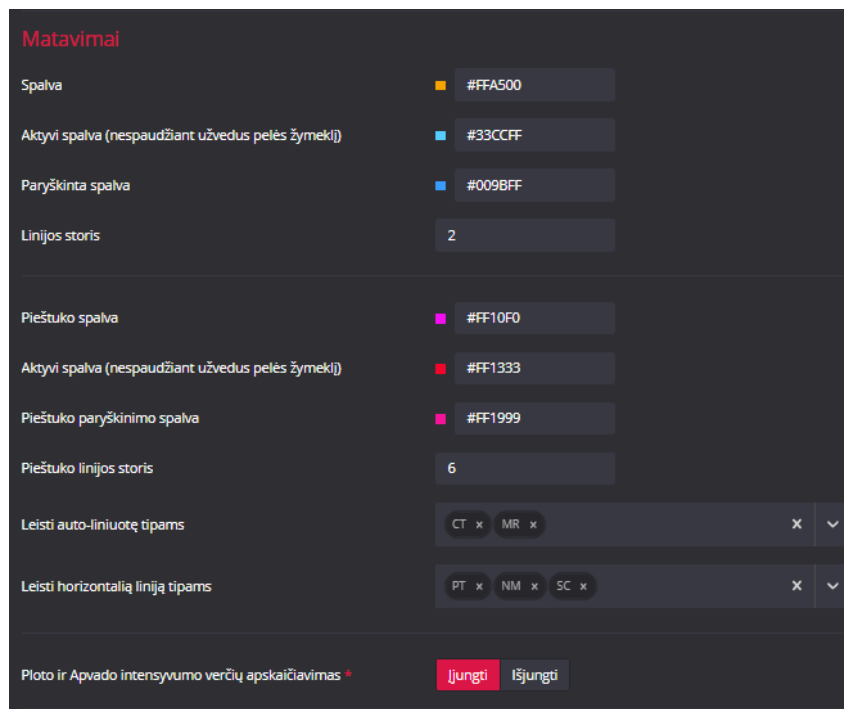 Matavimai
Spalva #FFA500
Aktyvi spalva (nespaudžiant užvedus pelės žymeklį) #33CCFF
Paryškinta spalva #009BFF
Linijos storis 2
Pieštuko spalva #FF10F0
Aktyvi spalva (nespaudžiant užvedus pelės žymeklį) #FF1333
Pieštuko paryškinimo spalva #FF1999
Pieštuko linijos storis 6
Leisti auto-liniuotę tipams CT × MR ×
Leisti horizontalią liniją tipams PT × NM × SC ×
Ploto ir Apvado intensyvumo verčių apskaičiavimas * Įjungti Išjungti